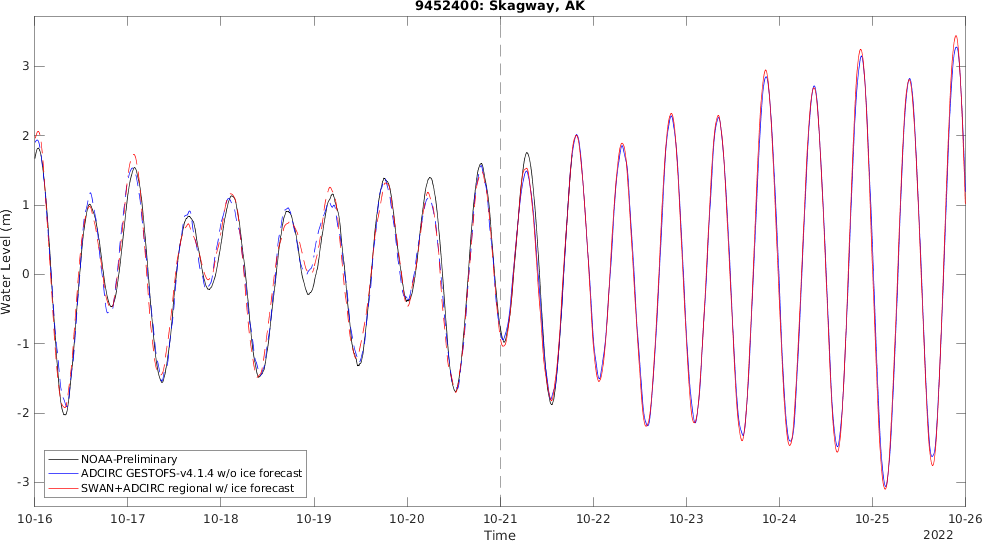 9452400: Skagway, AK
Water Level (m)
3
2
1
0
-1
-2
-3
NOAA-Preliminary
ADCIRC GESTOFS-v4.1.4 w/o ice forecast
SWAN+ADCIRC regional w/ ice forecast
10-16 10-17 10-18 10-19 10-20 10-21 10-22 10-23 10-24 10-25 10-26
Time
2022